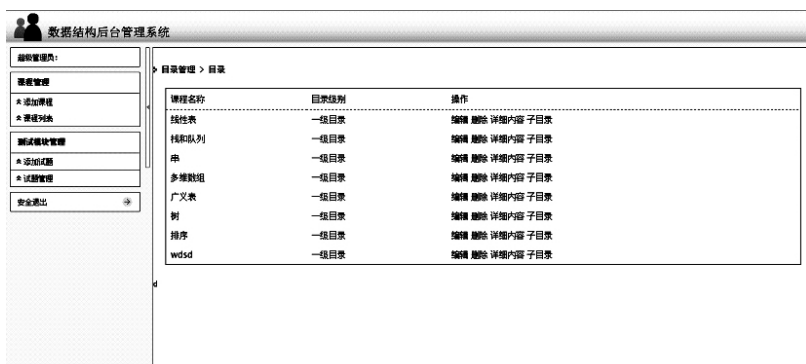 数据结构后台管理系统
超级管理员：
课程管理
添加课程
课程列表
测试模块管理
添加试题
试题管理
安全退出
目录管理 > 目录
课程名称 目录级别 操作
线性表 一级目录 编辑 删除 详细内容 子目录
栈和队列 一级目录 编辑 删除 详细内容 子目录
串 一级目录 编辑 删除 详细内容 子目录
多维数组 一级目录 编辑 删除 详细内容 子目录
广义表 一级目录 编辑 删除 详细内容 子目录
树 一级目录 编辑 删除 详细内容 子目录
排序 一级目录 编辑 删除 详细内容 子目录
wdsd 一级目录 编辑 删除 详细内容 子目录
d